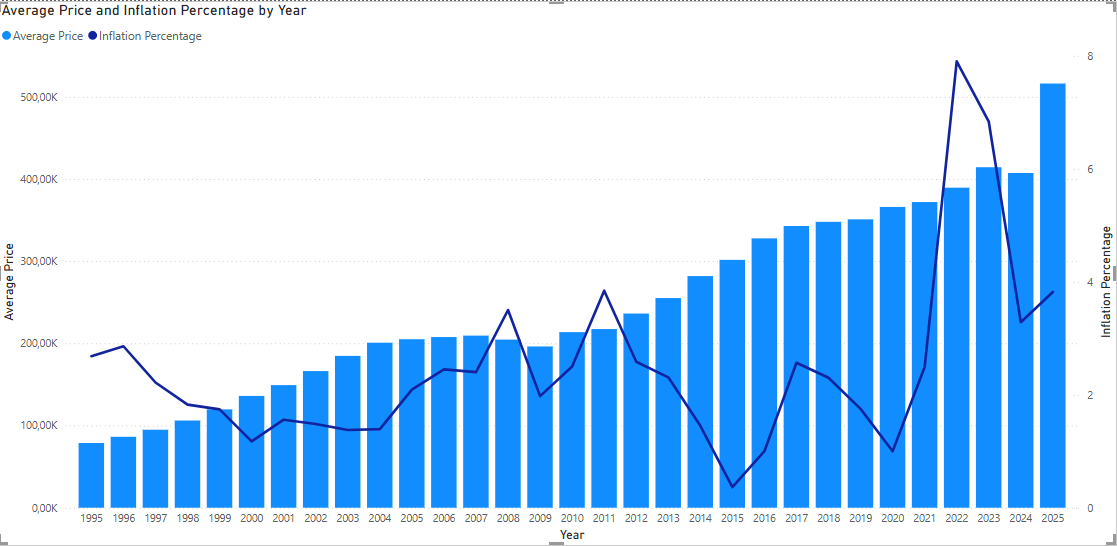 Average Price and Inflation Percentage by Year
Average Price Inflation Percentage
8
500,00K
400,00K
6
300,00K
4
200,00K
2
100,00K
0,00K
0
Average Price
Inflation Percentage
1995 1996 1997 1998 1999 2000 2001 2002 2003 2004 2005 2006 2007 2008 2009 2010 2011 2012 2013 2014 2015 2016 2017 2018 2019 2020 2021 2022 2023 2024 2025
Year